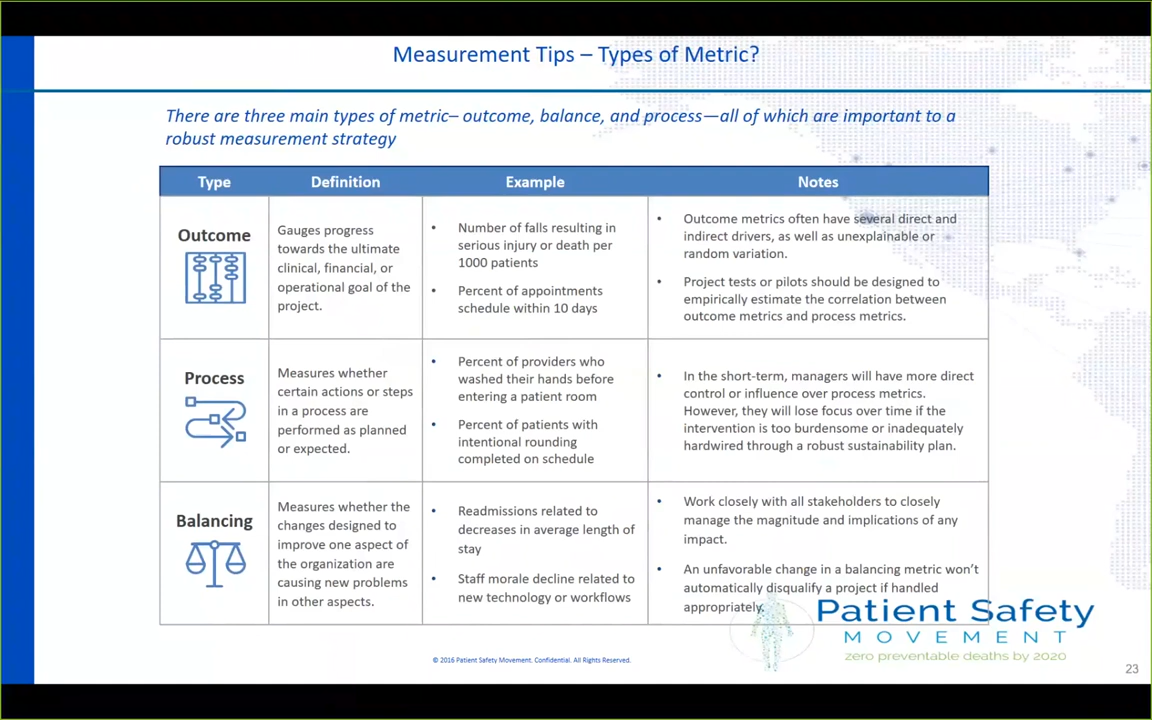 Measurement Tips – Types of Metric?
There are three main types of metric– outcome, balance, and process—all of which are important to a
robust measurement strategy
Type
Definition
Example
Notes
Outcome
Gauges progress
towards the ultimate
clinical, financial, or
operational goal of the
project.
• Number of falls resulting in
serious injury or death per
1000 patients
• Percent of appointments
schedule within 10 days
• Outcome metrics often have several direct and
indirect drivers, as well as unexplainable or
random variation.
• Project tests or pilots should be designed to
empirically estimate the correlation between
outcome metrics and process metrics.
Process
Measures whether
certain actions or steps
in a process are
performed as planned
or expected.
• Percent of providers who
washed their hands before
entering a patient room
• Percent of patients with
intentional rounding
completed on schedule
• In the short-term, managers will have more direct
control or influence over process metrics.
However, they will lose focus over time if the
intervention is too burdensome or inadequately
hardwired through a robust sustainability plan.
Balancing
Measures whether the
changes designed to
improve one aspect of
the organization are
causing new problems
in other aspects.
• Readmissions related to
decreases in average length of
stay
• Staff morale decline related to
new technology or workflows
• Work closely with all stakeholders to closely
manage the magnitude and implications of any
impact.
• An unfavorable change in a balancing metric won't
automatically disqualify a project if handled
appropriately.
Patient Safety
MOVEMENT
zero preventable deaths by 2020
© 2016 Patient Safety Movement. Confidential. All Rights Reserved.
23